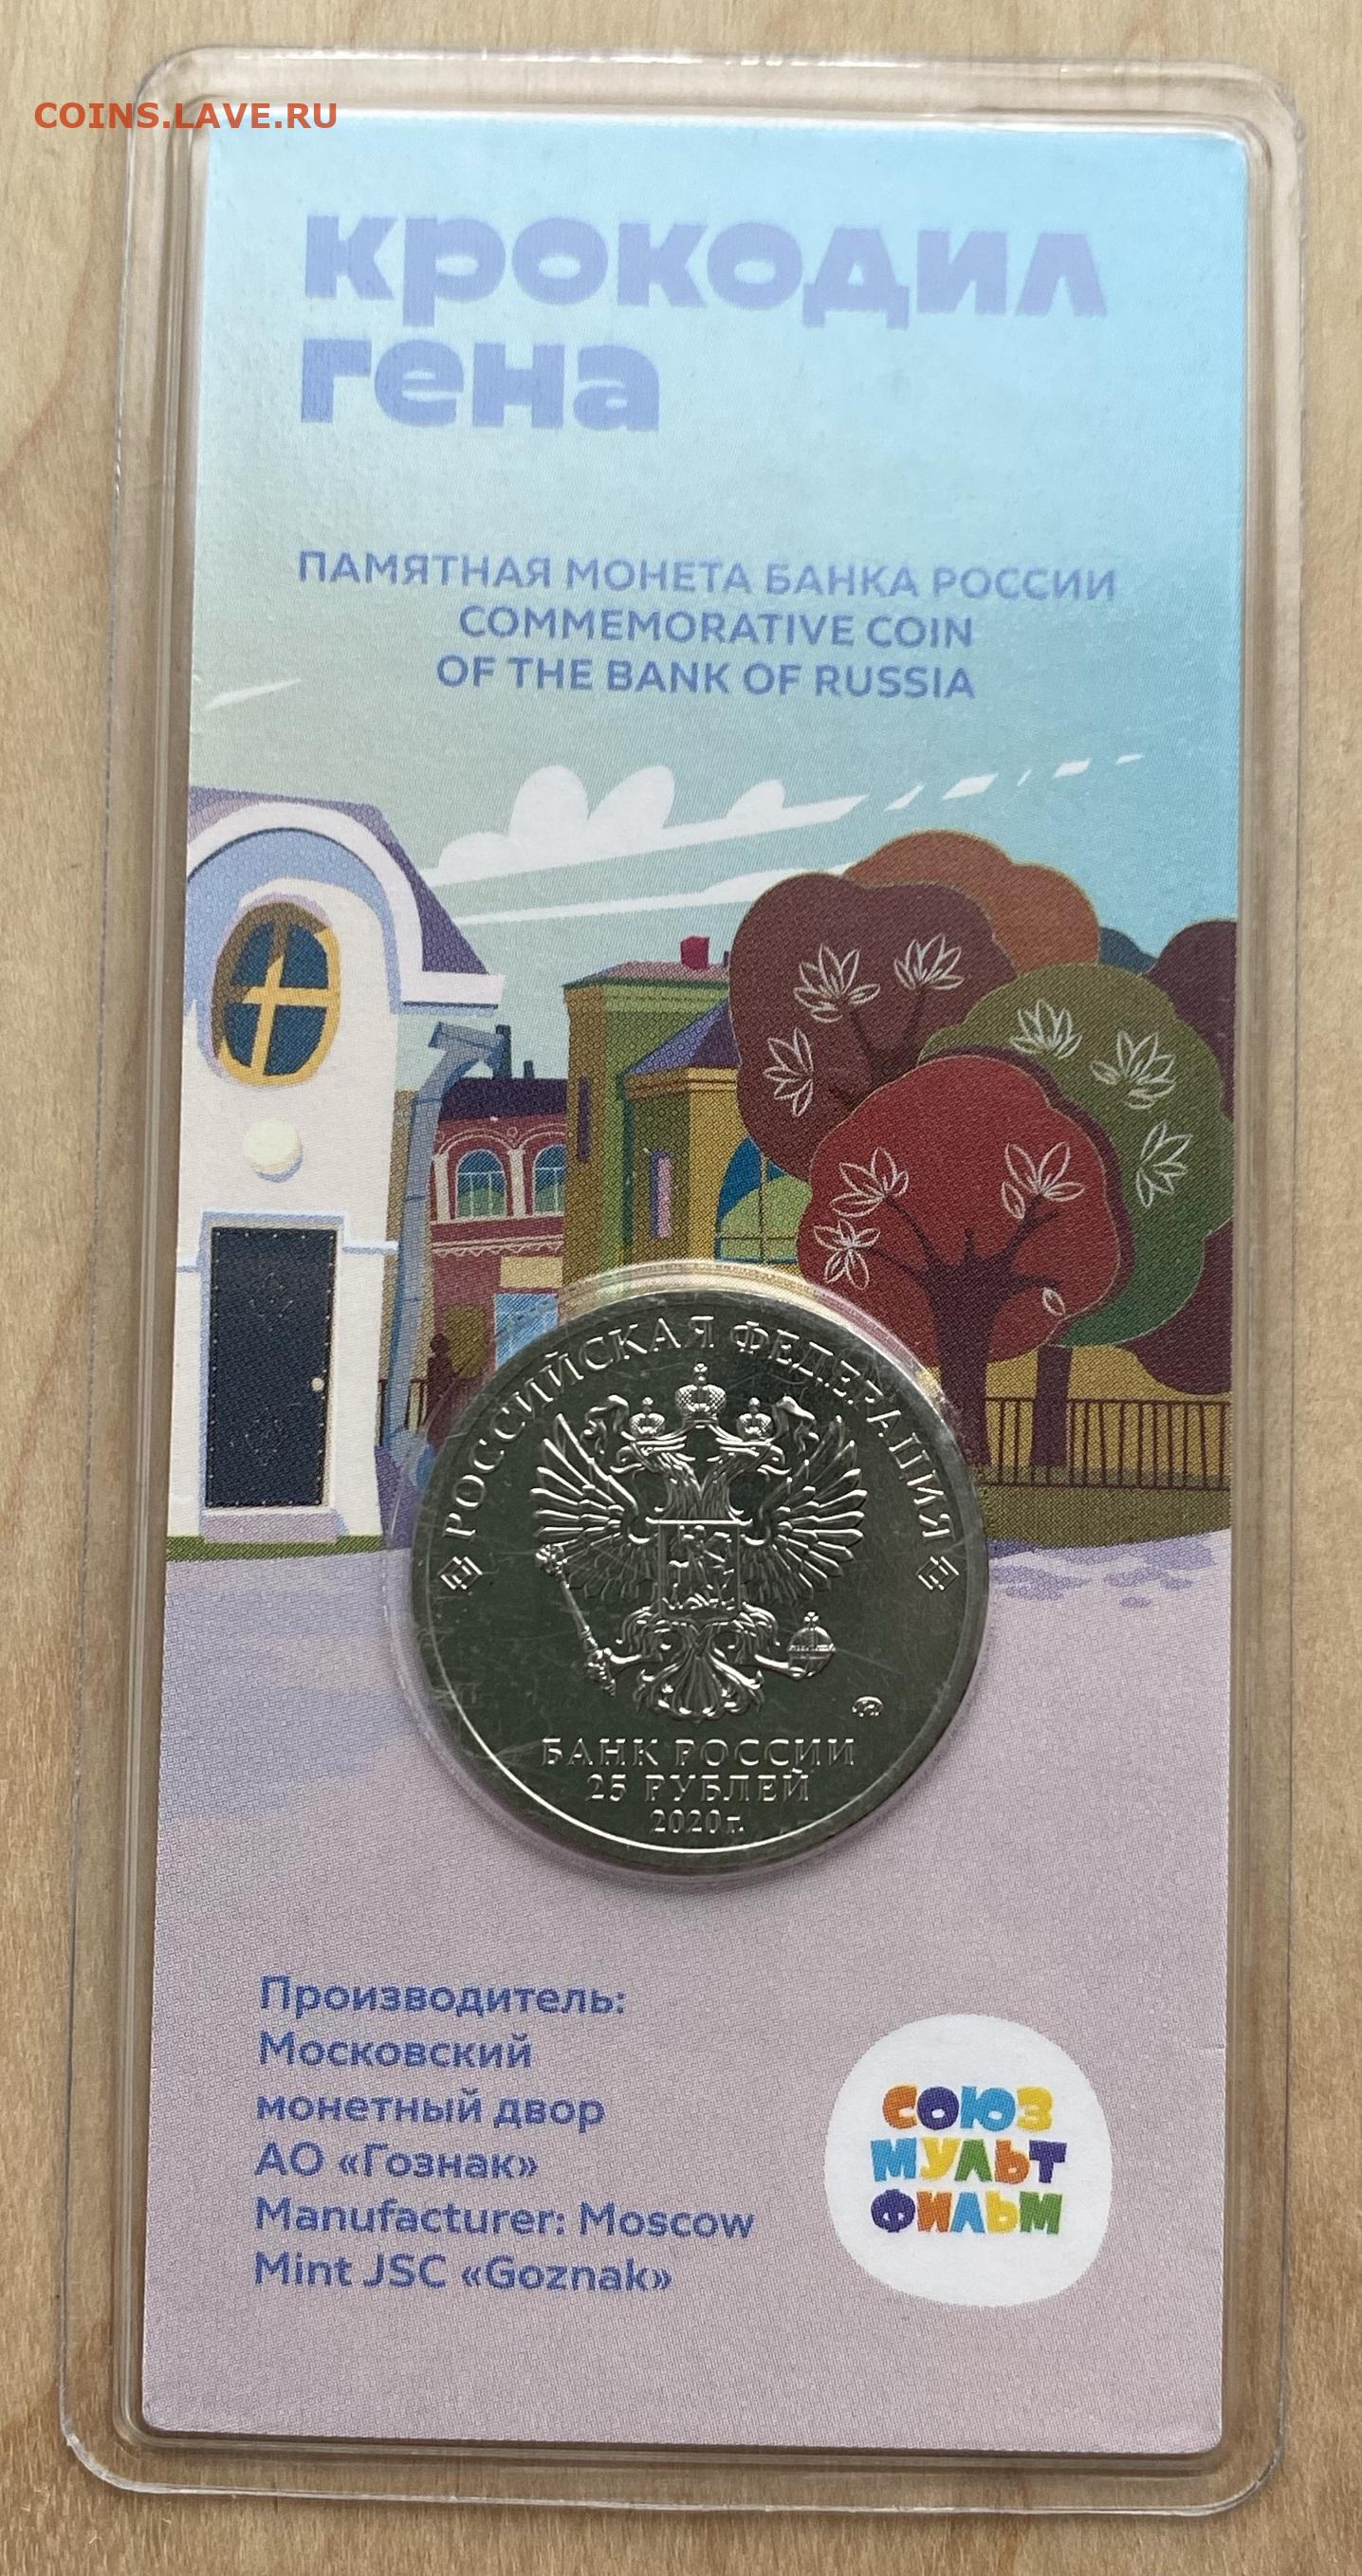 COINS.LAVE.RU
крокодил
гена
ПАМЯТНАЯ МОНЕТА БАНКА РОССИИ
COMMEMORATIVE COIN
OF THE BANK OF RUSSIA
РОССИЙСКАЯ ФЕДЕРАЦИЯ
БАНК РОССИИ
25 РУБЛЕЙ
2020 г.
Производитель:
Московский
монетный двор
АО «Гознак»
Manufacturer: Moscow
Mint JSC «Goznak»
СОЮЗ
МУЛЬТ
ФИЛЬМ